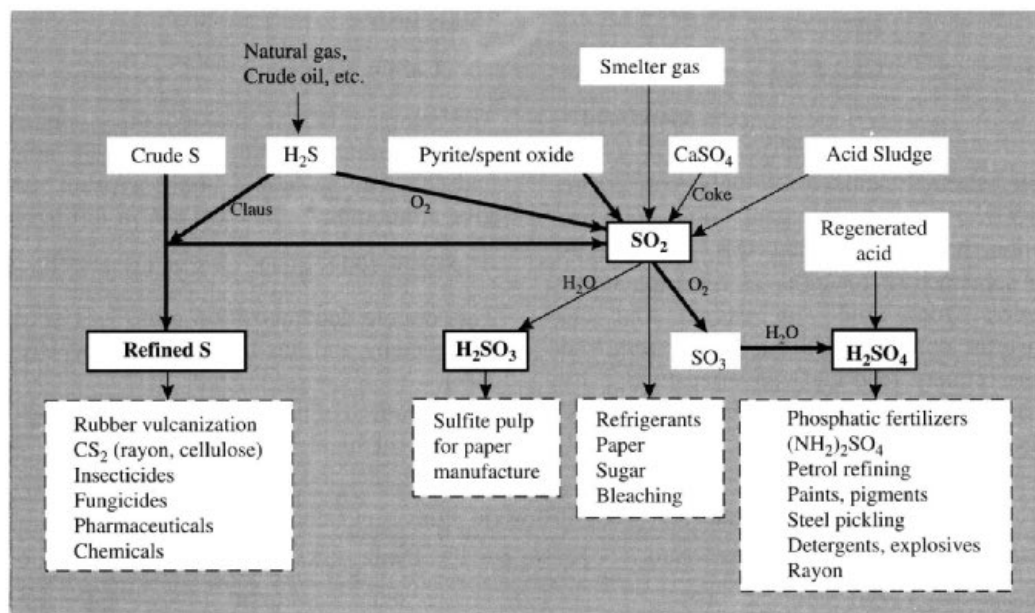 Natural gas,
Crude oil, etc.
Smelter gas
Crude S
H₂S
Pyrite/spent oxide
CaSO₄
Acid Sludge
Claus
O₂
Coke
SO₂
Regenerated
acid
H₂O
O₂
H₂O
Refined S
H₂SO₃
SO₃
H₂SO₄
Rubber vulcanization
CS₂ (rayon, cellulose)
Insecticides
Fungicides
Pharmaceuticals
Chemicals
Sulfite pulp
for paper
manufacture
Refrigerants
Paper
Sugar
Bleaching
Phosphatic fertilizers
(NH₂)₂SO₄
Petrol refining
Paints, pigments
Steel pickling
Detergents, explosives
Rayon